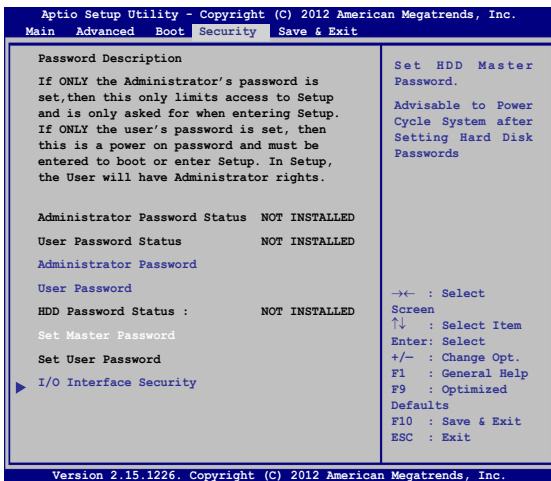 Aptio Setup Utility - Copyright (C) 2012 American Megatrends, Inc.
Main Advanced Boot Security Save & Exit
Password Description
If ONLY the Administrator's password is
set,then this only limits access to Setup
and is only asked for when entering Setup.
If ONLY the user's password is set, then
this is a power on password and must be
entered to boot or enter Setup. In Setup,
the User will have Administrator rights.
Administrator Password Status NOT INSTALLED
User Password Status NOT INSTALLED
Administrator Password
User Password
HDD Password Status : NOT INSTALLED
Set Master Password
Set User Password
I/O Interface Security
Set HDD Master
Password.
Advisable to Power
Cycle System after
Setting Hard Disk
Passwords
→← : Select
Screen
↑↓ : Select Item
Enter: Select
+/— : Change Opt.
F1 : General Help
F9 : Optimized
Defaults
F10 : Save & Exit
ESC : Exit
Version 2.15.1226. Copyright (C) 2012 American Megatrends, Inc.